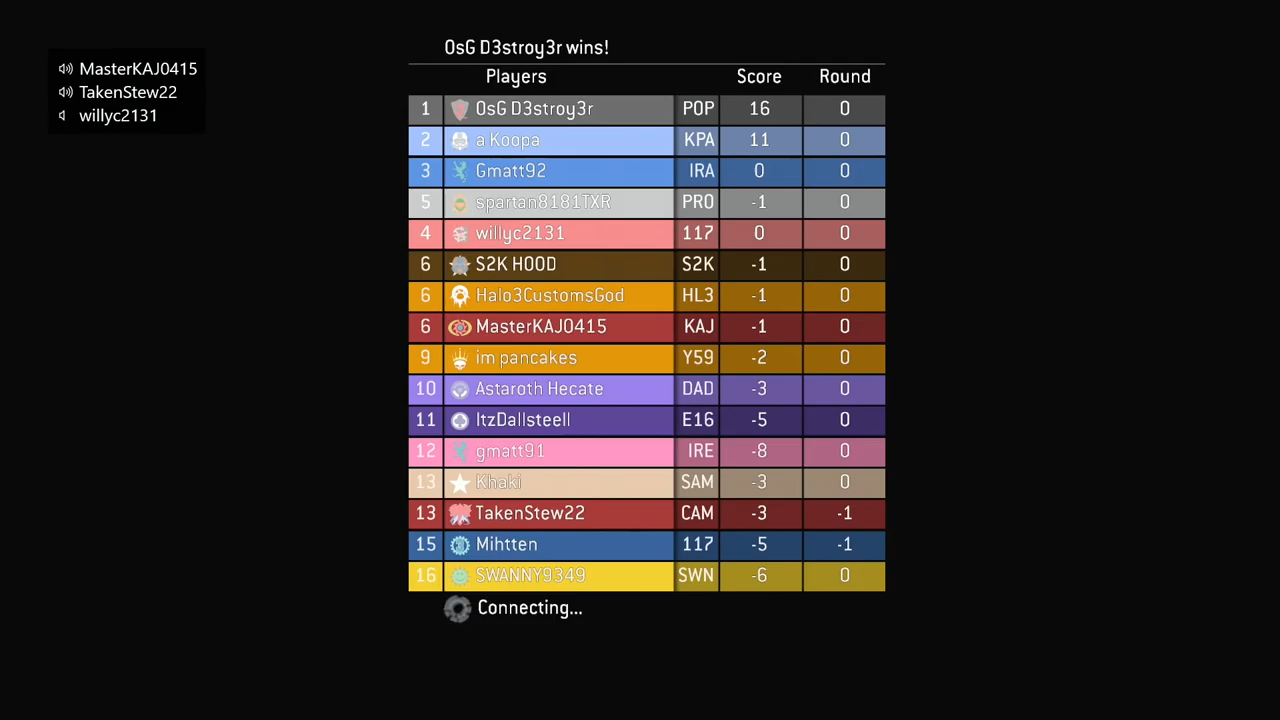 OsG D3stroy3r wins!
MasterKAJ0415
TakenStew22
willyc2131
Players Score Round
1 OsG D3stroy3r POP 16 0
2 a Koopa KPA 11 0
3 Gmatt92 IRA 0 0
5 spartan8181TXR PRO -1 0
4 willyc2131 117 0 0
6 S2K HOOD S2K -1 0
6 Halo3CustomsGod HL3 -1 0
6 MasterKAJ0415 KAJ -1 0
9 im pancakes Y59 -2 0
10 Astaroth Hecate DAD -3 0
11 ItzDallsteell E16 -5 0
12 gmatt91 IRE -8 0
13 Khaki SAM -3 0
13 TakenStew22 CAM -3 -1
15 Mihtten 117 -5 -1
16 SWANNY9349 SWN -6 0
Connecting...